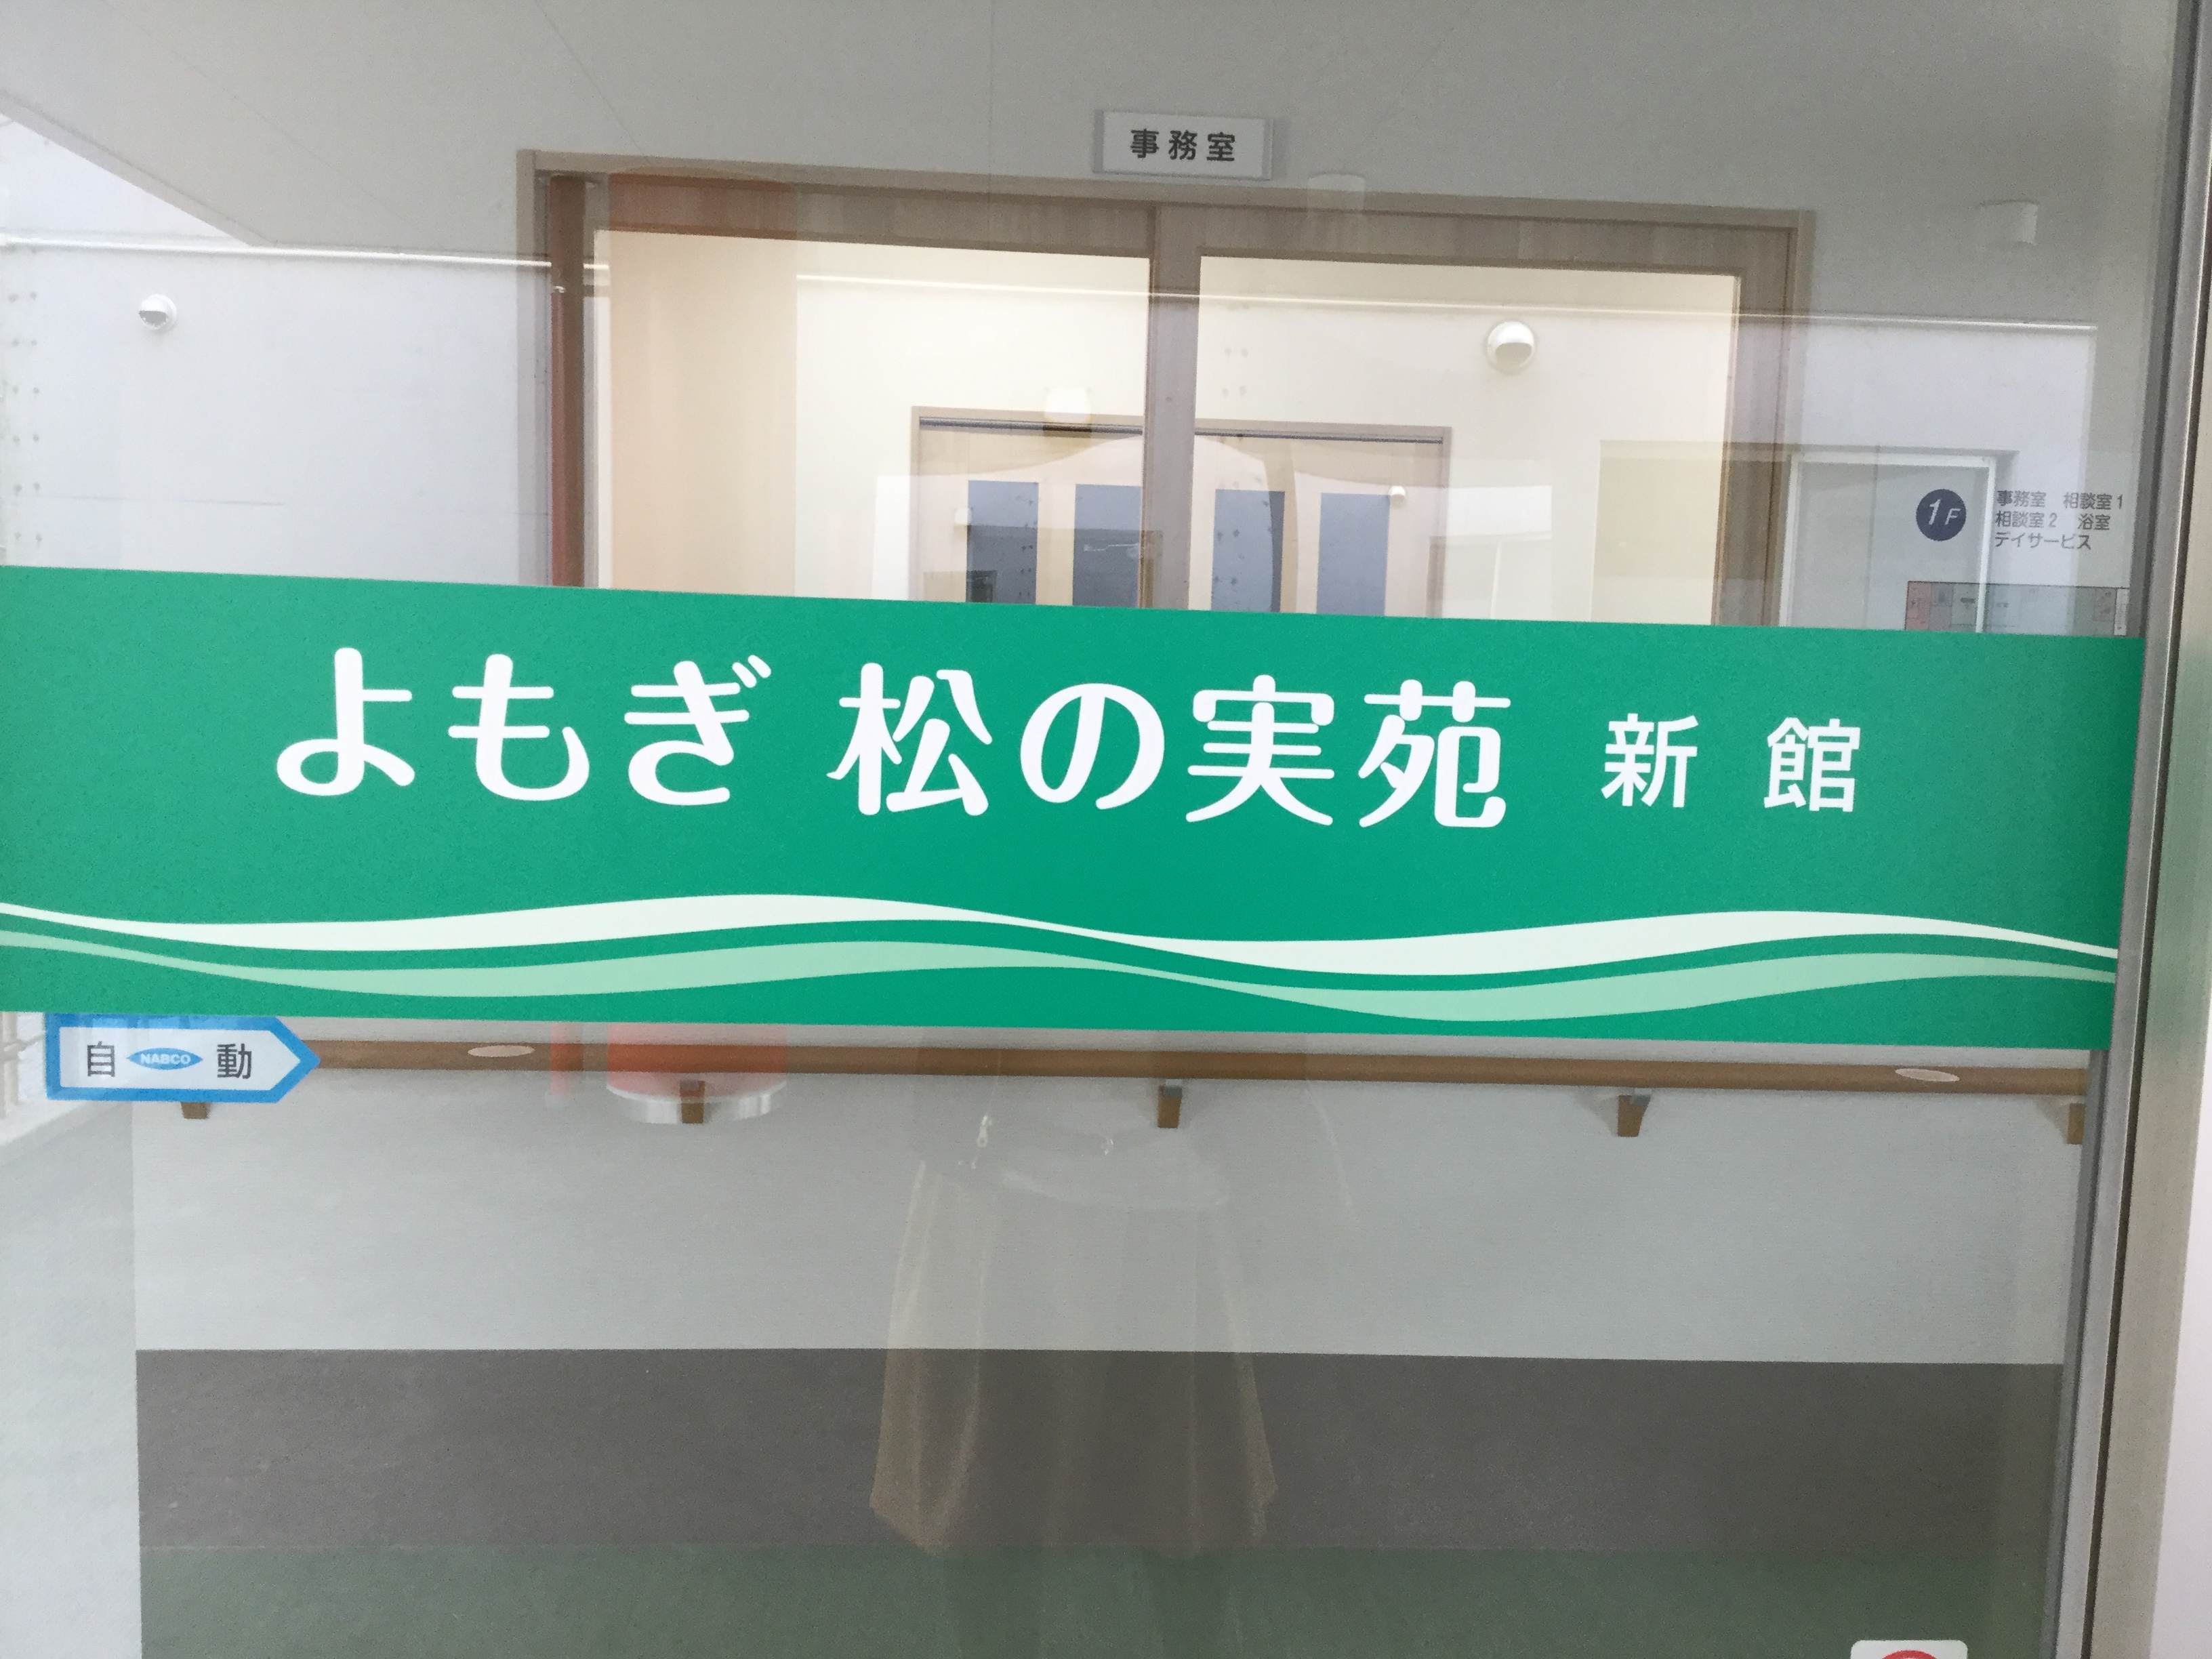 事務室
1F
事務室 相談室1
相談室2 浴室
デイサービス
よもぎ 松の実苑 新館
自 NABCO 動